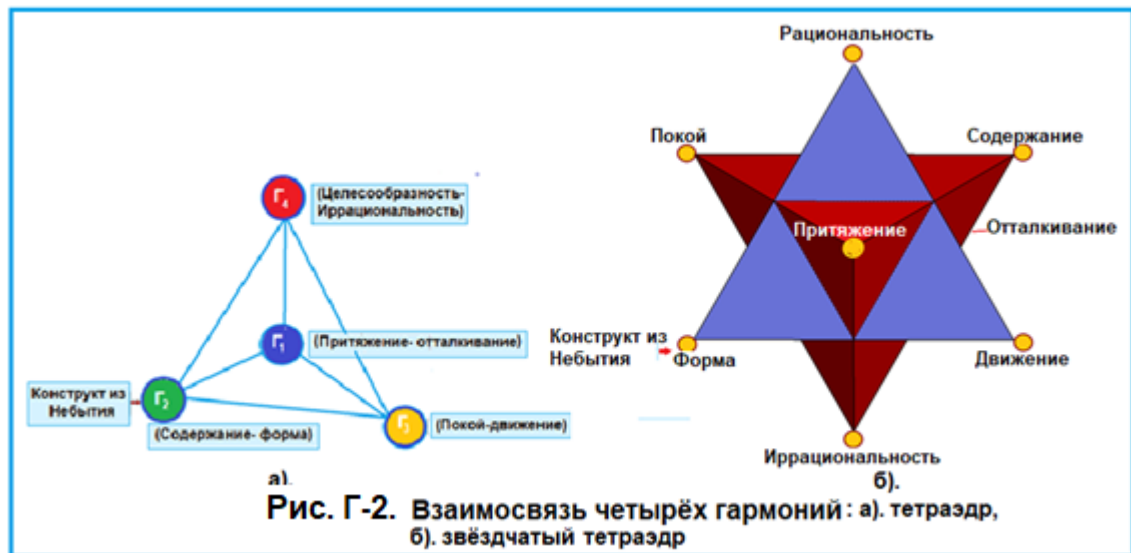 Г4
(Целесообразность-
Иррациональность)
Г1
(Притяжение- отталкивание)
Конструкт из
Небытия
Г2
(Содержание- форма)
Г3
(Покой-движение)
а).
Рациональность
Покой
Содержание
Притяжение
Отталкивание
Конструкт из
Небытия
Форма
Движение
Иррациональность
б).
Рис. Г-2. Взаимосвязь четырёх гармоний: а). тетраэдр,
б). звёздчатый тетраэдр